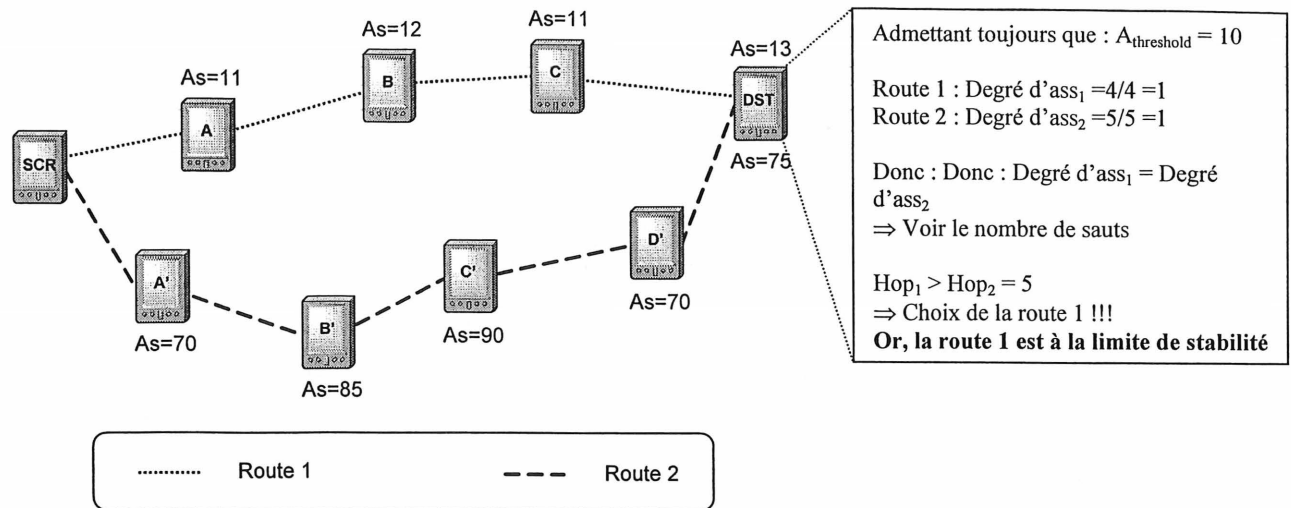 As=12
As=11
As=13
As=11
B
C
DST
A
SCR
As=75
D'
C'
A'
As=70
B'
As=90
As=70
As=85
Admettant toujours que : Athreshold = 10
Route 1 : Degré d'ass1 =4/4 =1
Route 2 : Degré d'ass2 =5/5 =1
Donc : Donc : Degré d'ass1 = Degré
d'ass2
⇒ Voir le nombre de sauts
Hop1 > Hop2 = 5
⇒ Choix de la route 1 !!!
Or, la route 1 est à la limite de stabilité
Route 1
Route 2